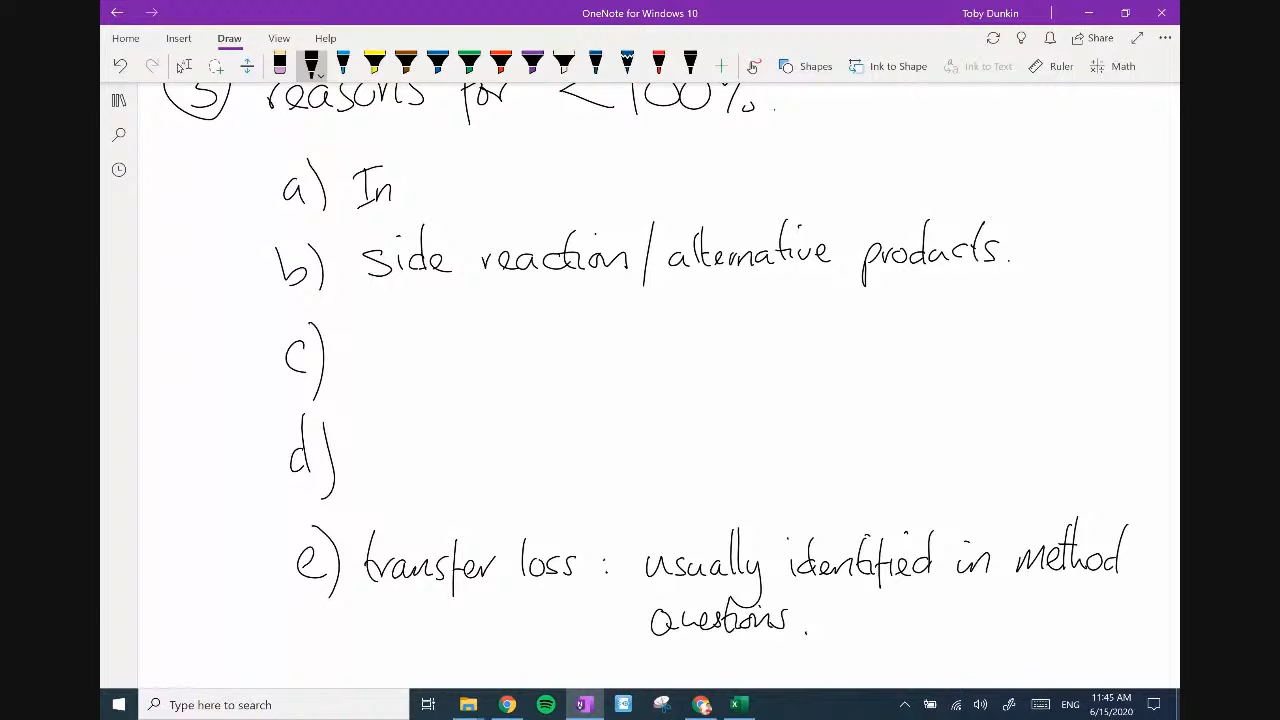 OneNote for Windows 10
Toby Dunkin
Home Insert Draw View Help
Share
Shapes Ink to Shape Ink to Text Ruler Math
3 reasons for <100%.
a) In
b) side reaction/alternative products.
c)
d)
e) transfer loss : usually identified in method
questions.
Type here to search
ENG
11:45 AM
6/15/2020